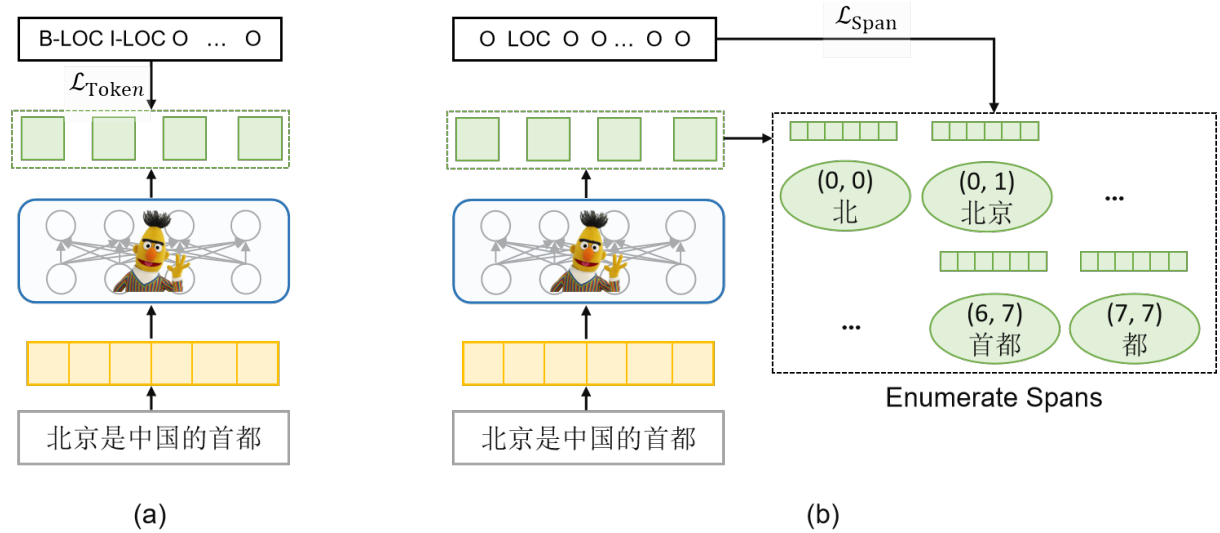 B-LOC I-LOC O … O
ℒToken
北京是中国的首都
(a)
O LOC O O … O O
ℒSpan
(0, 0)
北
(0, 1)
北京
...
...
(6, 7)
首都
(7, 7)
都
Enumerate Spans
北京是中国的首都
(b)